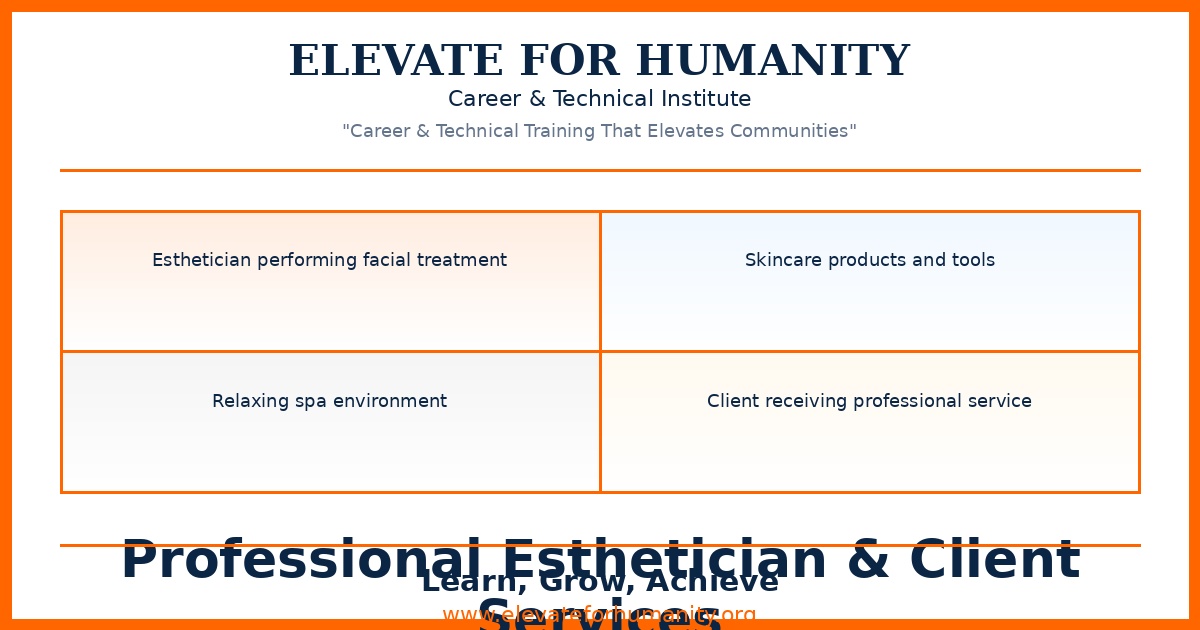 ELEVATE FOR HUMANITY
Career & Technical Institute
"Career & Technical Training That Elevates Communities"
Esthetician performing facial treatment
Skincare products and tools
Relaxing spa environment
Client receiving professional service
Professional Esthetician & Client
Learn, Grow, Achieve
Services
www.elevateforhumanity.org